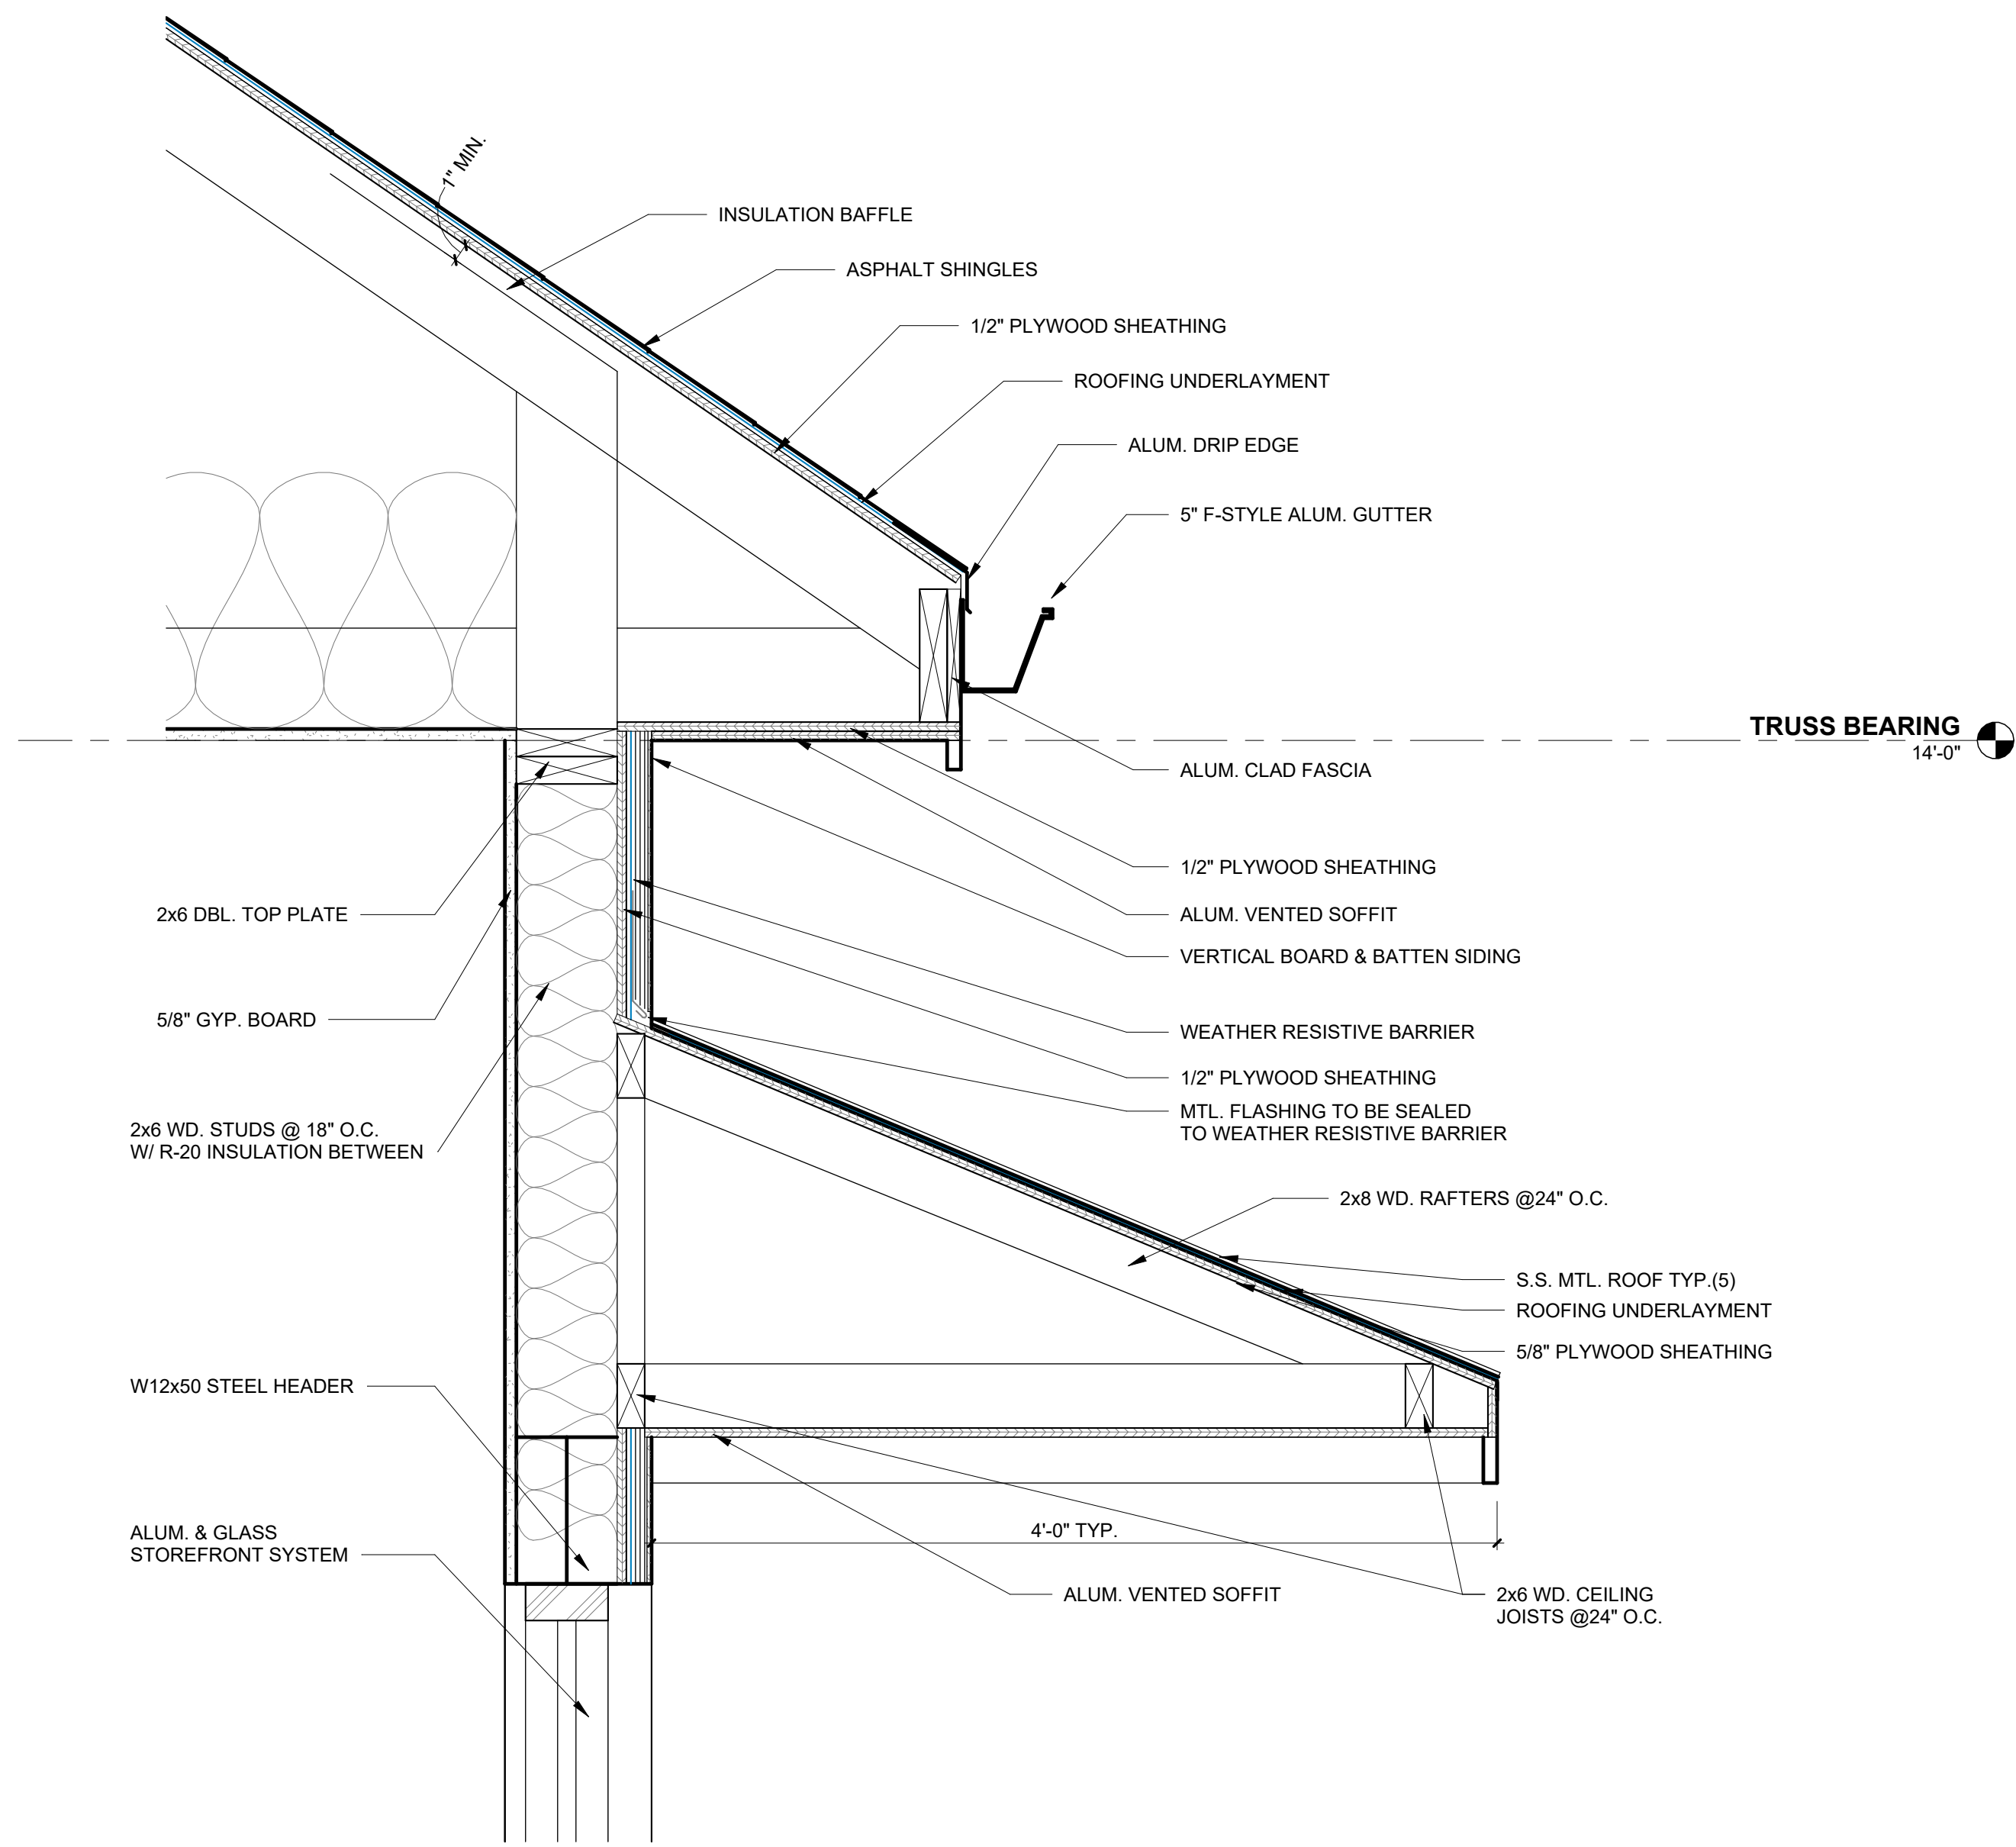 1" MIN.
INSULATION BAFFLE
ASPHALT SHINGLES
1/2" PLYWOOD SHEATHING
ROOFING UNDERLAYMENT
ALUM. DRIP EDGE
5" F-STYLE ALUM. GUTTER
TRUSS BEARING
14'-0"
ALUM. CLAD FASCIA
1/2" PLYWOOD SHEATHING
ALUM. VENTED SOFFIT
VERTICAL BOARD & BATTEN SIDING
WEATHER RESISTIVE BARRIER
1/2" PLYWOOD SHEATHING
MTL. FLASHING TO BE SEALED
TO WEATHER RESISTIVE BARRIER
2x6 DBL. TOP PLATE
5/8" GYP. BOARD
2x6 WD. STUDS @ 18" O.C.
W/ R-20 INSULATION BETWEEN
2x8 WD. RAFTERS @24" O.C.
S.S. MTL. ROOF TYP.(5)
ROOFING UNDERLAYMENT
5/8" PLYWOOD SHEATHING
W12x50 STEEL HEADER
ALUM. & GLASS
STOREFRONT SYSTEM
4'-0" TYP.
ALUM. VENTED SOFFIT
2x6 WD. CEILING
JOISTS @24" O.C.